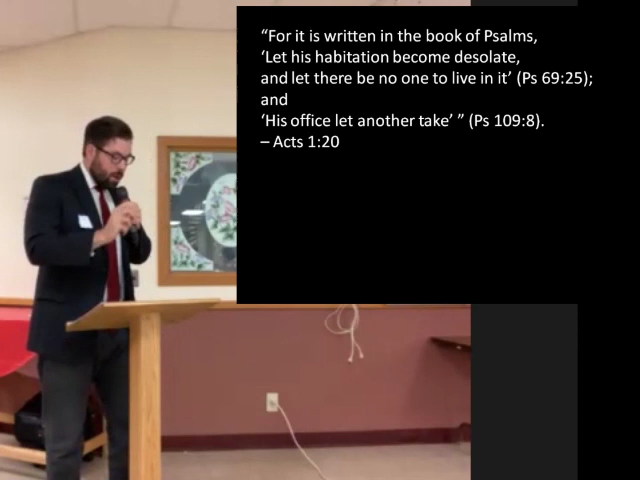 “For it is written in the book of Psalms,
‘Let his habitation become desolate,
and let there be no one to live in it’ (Ps 69:25);
and
‘His office let another take’ ” (Ps 109:8).
– Acts 1:20